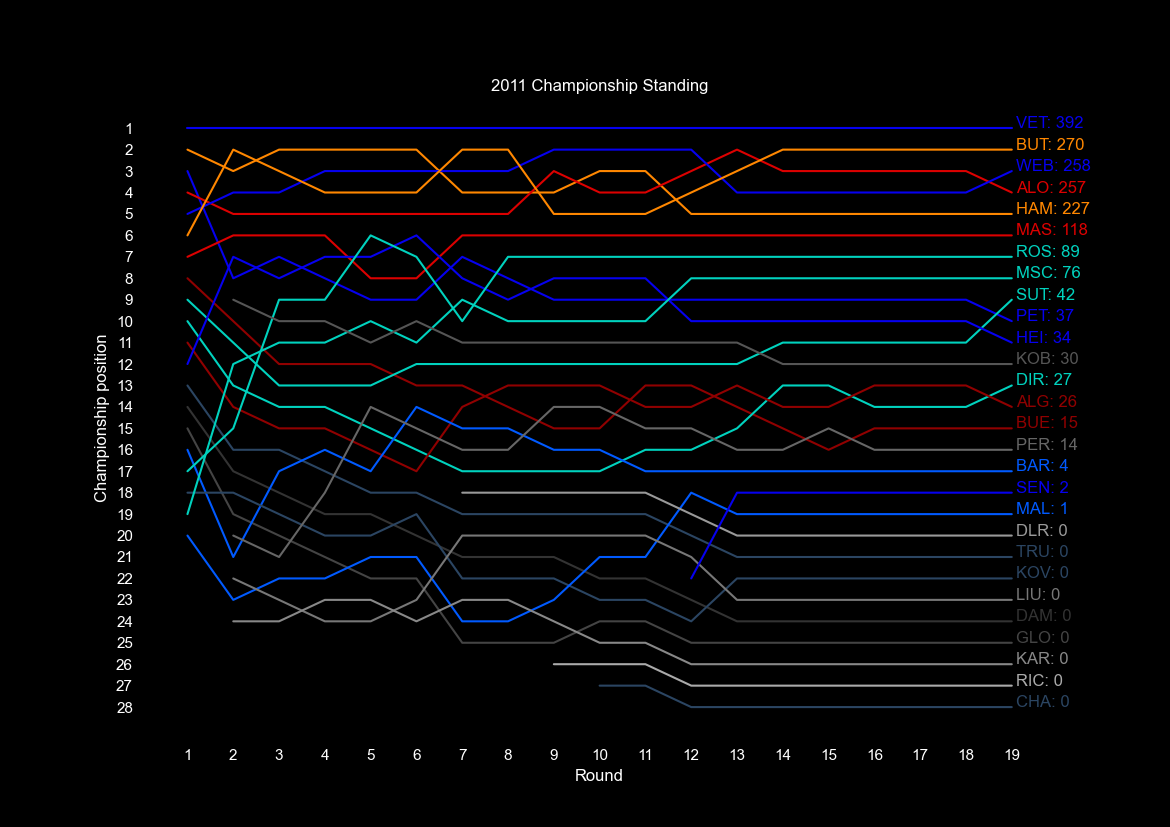 2011 Championship Standing
1
2
3
4
5
6
7
8
9
10
11
12
13
14
15
16
17
18
19
20
21
22
23
24
25
26
27
28
Championship position
VET: 392
BUT: 270
WEB: 258
ALO: 257
HAM: 227
MAS: 118
ROS: 89
MSC: 76
SUT: 42
PET: 37
HEI: 34
KOB: 30
DIR: 27
ALG: 26
BUE: 15
PER: 14
BAR: 4
SEN: 2
MAL: 1
DLR: 0
TRU: 0
KOV: 0
LIU: 0
DAM: 0
GLO: 0
KAR: 0
RIC: 0
CHA: 0
1 2 3 4 5 6 7 8 9 10 11 12 13 14 15 16 17 18 19
Round